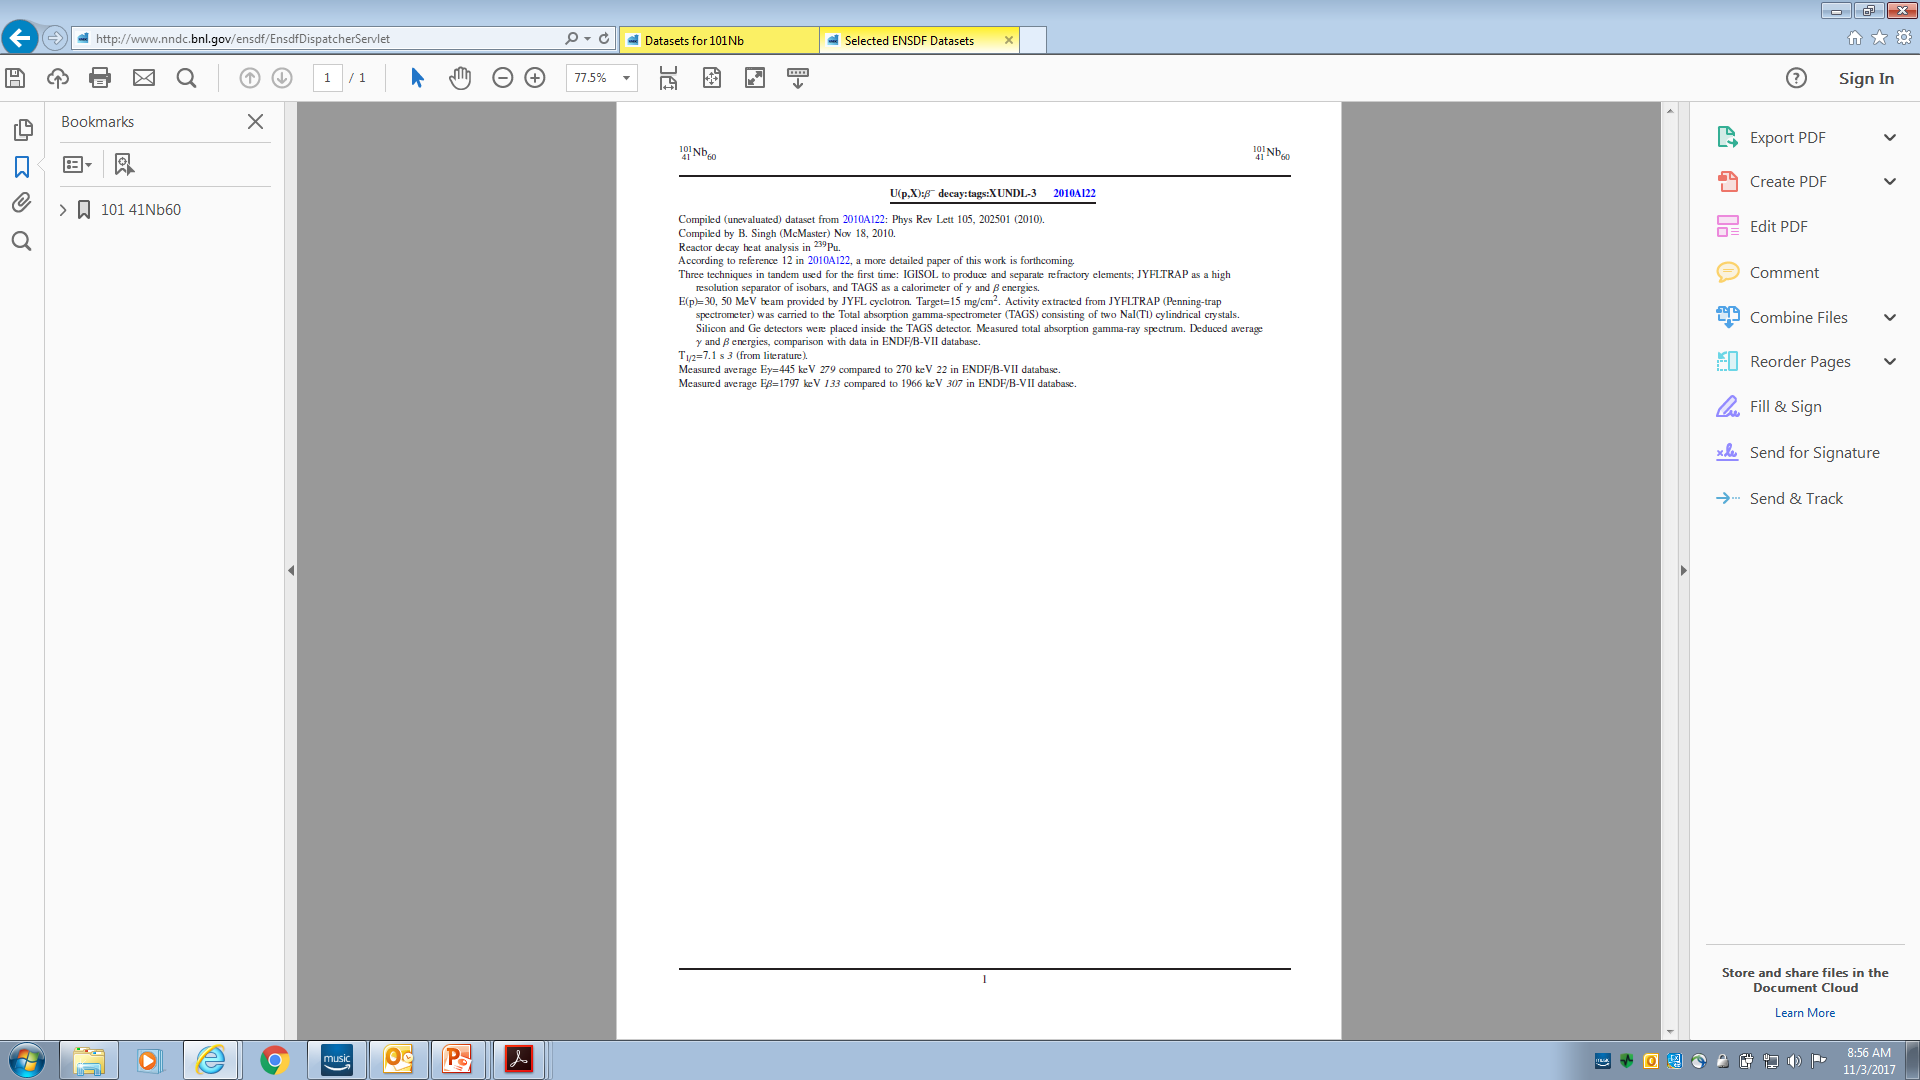 http://www.nndc.bnl.gov/ensdf/EnsdfDispatcherServlet
Datasets for 101Nb
Selected ENSDF Datasets
1 / 1
77.5%
Sign In
Bookmarks
101 41Nb60
101 41 Nb 60
101 41 Nb 60
U(p,X):β− decay:tags:XUNDL-3 2010Al22
Compiled (unevaluated) dataset from 2010Al22: Phys Rev Lett 105, 202501 (2010).
Compiled by B. Singh (McMaster) Nov 18, 2010.
Reactor decay heat analysis in 239Pu.
According to reference 12 in 2010Al22, a more detailed paper of this work is forthcoming.
Three techniques in tandem used for the first time: IGISOL to produce and separate refractory elements; JYFLTRAP as a high
resolution separator of isobars, and TAGS as a calorimeter of γ and β energies.
E(p)=30, 50 MeV beam provided by JYFL cyclotron. Target=15 mg/cm2. Activity extracted from JYFLTRAP (Penning-trap
spectrometer) was carried to the Total absorption gamma-spectrometer (TAGS) consisting of two NaI(Tl) cylindrical crystals.
Silicon and Ge detectors were placed inside the TAGS detector. Measured total absorption gamma-ray spectrum. Deduced average
γ and β energies, comparison with data in ENDF/B-VII database.
T1/2=7.1 s 3 (from literature).
Measured average Eγ=445 keV 279 compared to 270 keV 22 in ENDF/B-VII database.
Measured average Eβ=1797 keV 133 compared to 1966 keV 307 in ENDF/B-VII database.
1
Export PDF
Create PDF
Edit PDF
Comment
Combine Files
Reorder Pages
Fill & Sign
Send for Signature
Send & Track
Store and share files in the
Document Cloud
Learn More
music
8:56 AM
11/3/2017